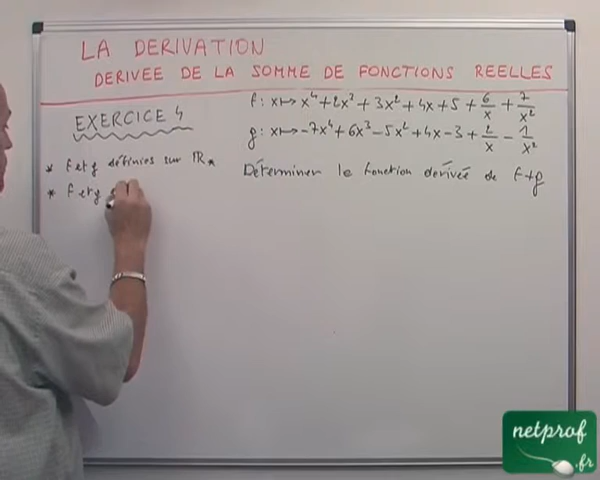 LA DERIVATION
DERIVEE DE LA SOMME DE FONCTIONS REELLES
EXERCICE 4
f: x↦x⁴+2x³+3x²+4x+5+6/x+7/x²
g: x↦-7x⁴+6x³-5x²+4x-3+2/x-1/x²
* f et g définies sur ℝ*
Déterminer la fonction dérivée de f+g
* f et g
netprof
.fr